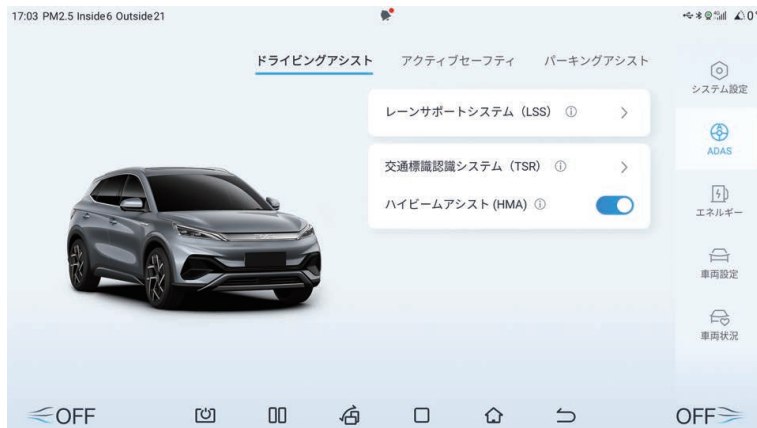 17:03 PM2.5 Inside6 Outside21
ドライビングアシスト アクティブセーフティ パーキングアシスト
レーンサポートシステム（LSS）
交通標識認識システム（TSR）
ハイビームアシスト (HMA)
システム設定
ADAS
エネルギー
車両設定
車両状況
OFF
OFF